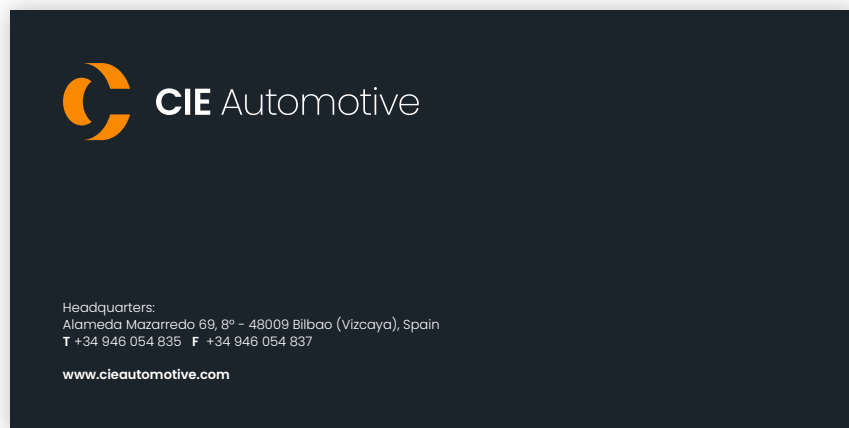 CIE Automotive
Headquarters:
Alameda Mazarredo 69, 8º - 48009 Bilbao (Vizcaya), Spain
T +34 946 054 835 F +34 946 054 837
www.cieautomotive.com